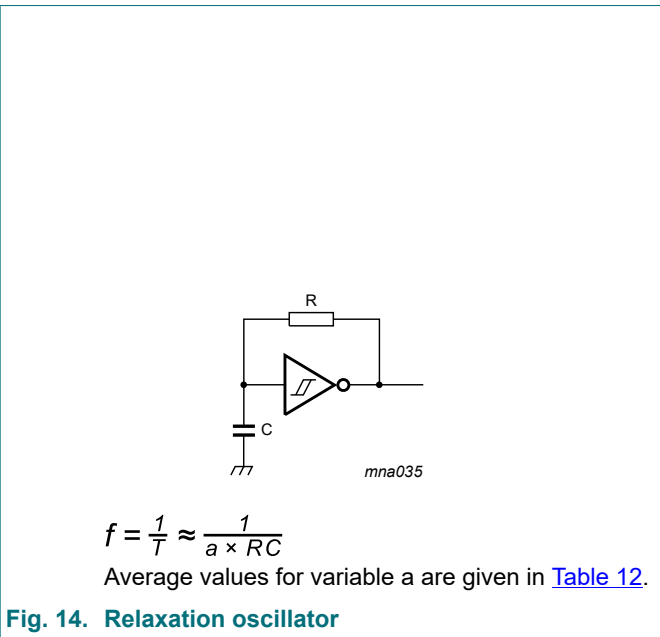 R
C
mna035
f = 1/T ≈ 1/(a × RC)
Average values for variable a are given in Table 12.
Fig. 14. Relaxation oscillator